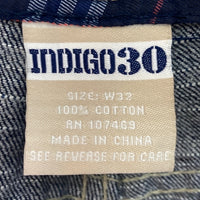 INDIGO30
SIZE: W32
100% COTTON
RN 107469
MADE IN CHINA
SEE REVERSE FOR CARE